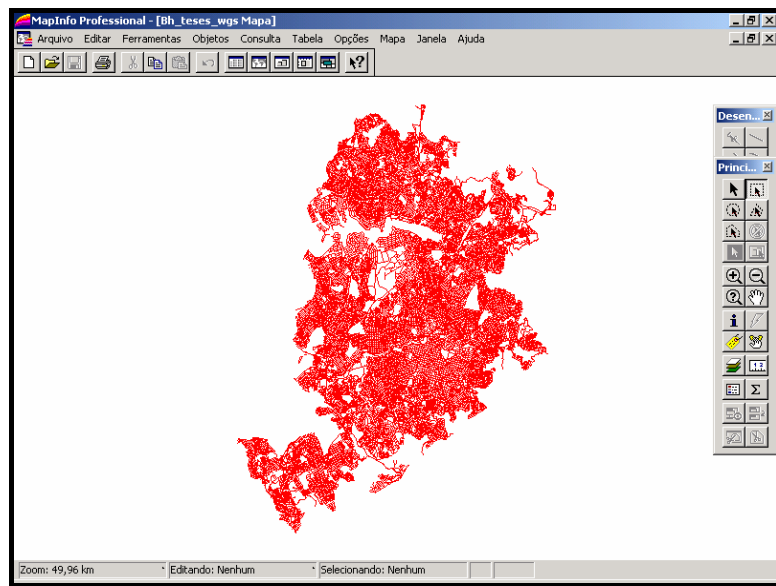 MapInfo Professional - [Bh_teses_wgs Mapa]
Arquivo Editar Ferramentas Objetos Consulta Tabela Opções Mapa Janela Ajuda
Desen...
Princi...
Zoom: 49,96 km Editando: Nenhum Selecionando: Nenhum